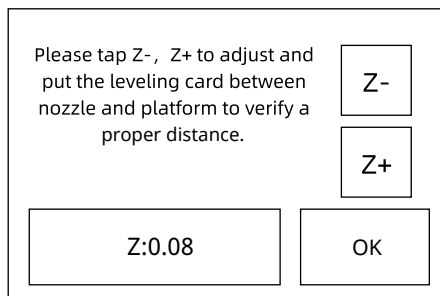 Please tap Z-, Z+ to adjust and
put the leveling card between
nozzle and platform to verify a
proper distance.
Z-
Z+
Z:0.08
OK